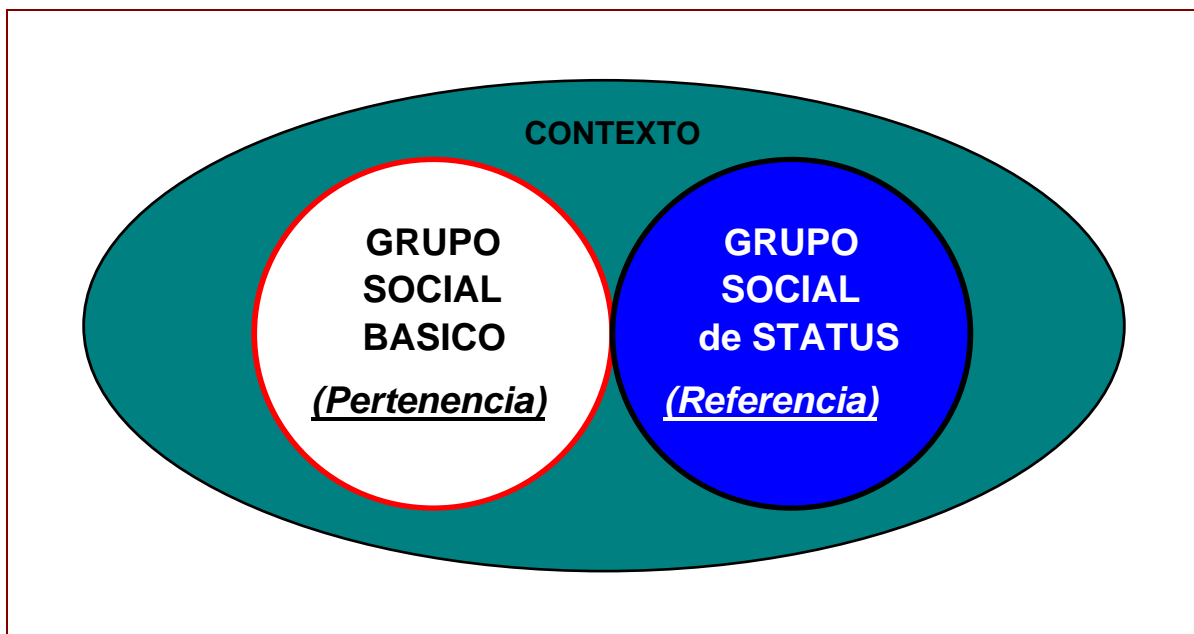 CONTEXTO
GRUPO
SOCIAL
BASICO
(Pertenencia)
GRUPO
SOCIAL
de STATUS
(Referencia)